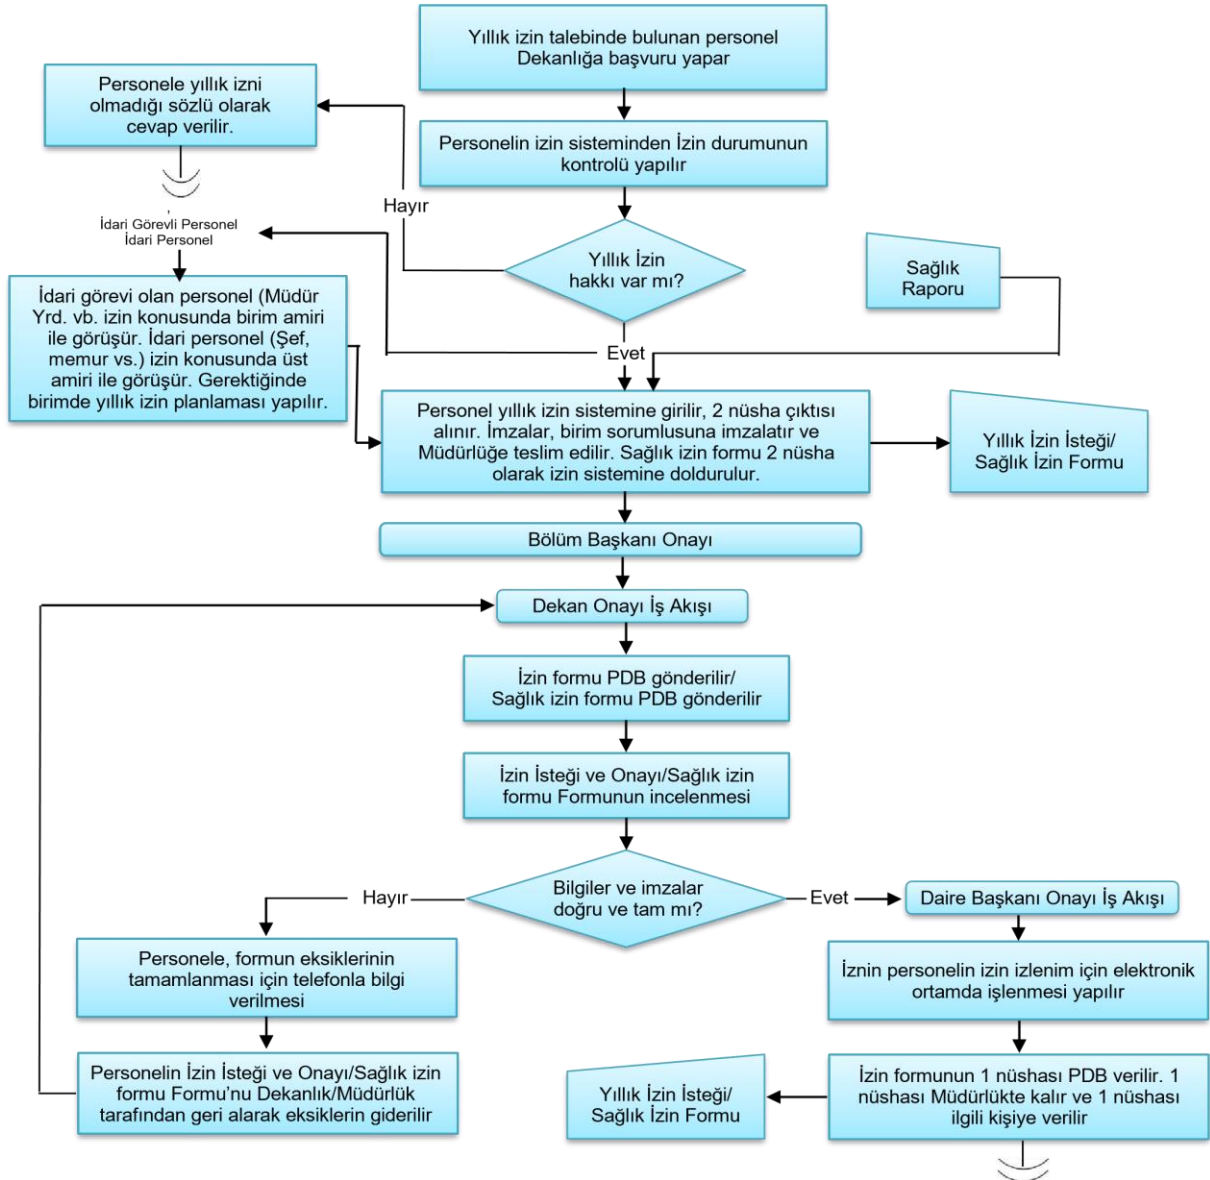 Yıllık izin talebinde bulunan personel
Dekanlığa başvuru yapar
Personele yıllık izni
olmadığı sözlü olarak
cevap verilir.
Personelin izin sisteminden İzin durumunun
kontrolü yapılır
Hayır
İdari Görevli Personel
İdari Personel
Yıllık İzin
hakkı var mı?
Sağlık
Raporu
İdari görevi olan personel (Müdür
Yrd. vb. izin konusunda birim amiri
ile görüşür. İdari personel (Şef,
memur vs.) izin konusunda üst
amiri ile görüşür. Gerektiğinde
birimde yıllık izin planlaması yapılır.
Evet
Personel yıllık izin sistemine girilir, 2 nüsha çıktısı
alınır. İmzalar, birim sorumlusuna imzalatır ve
Müdürlüğe teslim edilir. Sağlık izin formu 2 nüsha
olarak izin sistemine doldurulur.
Yıllık İzin İsteği/
Sağlık İzin Formu
Bölüm Başkanı Onayı
Dekan Onayı İş Akışı
İzin formu PDB gönderilir/
Sağlık izin formu PDB gönderilir
İzin İsteği ve Onayı/Sağlık izin
formu Formunun incelenmesi
Bilgiler ve imzalar
doğru ve tam mı?
Hayır
Evet
Daire Başkanı Onayı İş Akışı
Personele, formun eksiklerinin
tamamlanması için telefonla bilgi
verilmesi
İznin personelin izin izlenim için elektronik
ortamda işlenmesi yapılır
Personelin İzin İsteği ve Onayı/Sağlık izin
formu Formu’nu Dekanlık/Müdürlük
tarafından geri alarak eksiklerin giderilir
Yıllık İzin İsteği/
Sağlık İzin Formu
İzin formunun 1 nüshası PDB verilir. 1
nüshası Müdürlükte kalır ve 1 nüshası
ilgili kişiye verilir